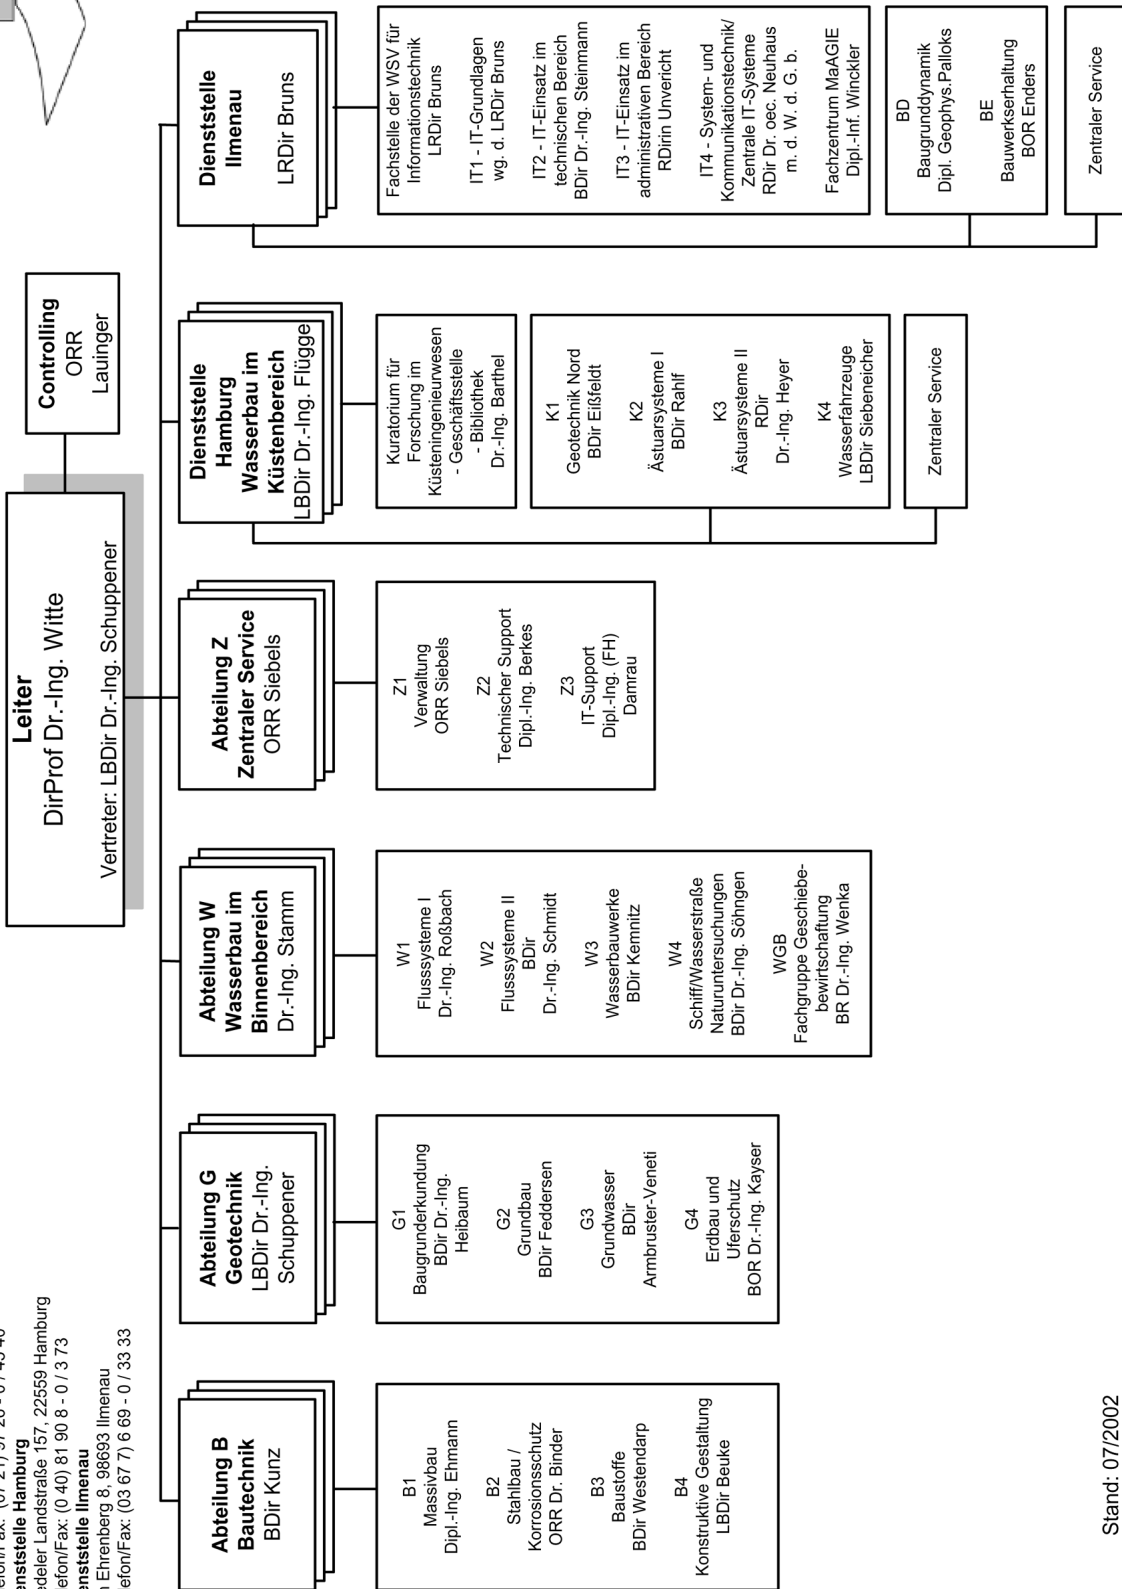 enststelle Hamburg
edeler Landstraße 157, 22559 Hamburg
efon/Fax: (0 40) 81 90 8 - 0 / 3 73
enststelle Ilmenau
Ehrenberg 8, 98693 Ilmenau
efon/Fax: (03 67 7) 6 69 - 0 / 33 33
Leiter
DirProf Dr.-Ing. Witte
Vertreter: LBDir Dr.-Ing. Schuppener
Controlling
ORR
Lauinger
Abteilung B
Bautechnik
BDir Kunz
B1
Massivbau
Dipl.-Ing. Ehmann
B2
Stahlbau /
Korrosionsschutz
ORR Dr. Binder
B3
Baustoffe
BDir Westendarp
B4
Konstruktive Gestaltung
LBDir Beuke
Abteilung G
Geotechnik
LBDir Dr.-Ing.
Schuppener
G1
Baugrunderkundung
BDir Dr.-Ing.
Heibaum
G2
Grundbau
BDir Feddersen
G3
Grundwasser
BDir
Armbruster-Veneti
G4
Erdbau und
Uferschutz
BOR Dr.-Ing. Kayser
Abteilung W
Wasserbau im
Binnenbereich
Dr.-Ing. Stamm
W1
Flusssysteme I
Dr.-Ing. Roßbach
W2
Flusssysteme II
BDir
Dr.-Ing. Schmidt
W3
Wasserbauwerke
BDir Kemnitz
W4
Schiff/Wasserstraße
Naturuntersuchungen
BDir Dr.-Ing. Söhngen
WGB
Fachgruppe Geschiebe-
bewirtschaftung
BR Dr.-Ing. Wenka
Abteilung Z
Zentraler Service
ORR Siebels
Z1
Verwaltung
ORR Siebels
Z2
Technischer Support
Dipl.-Ing. Berkes
Z3
IT-Support
Dipl.-Ing. (FH)
Damrau
Dienststelle
Hamburg
Wasserbau im
Küstenbereich
LBDir Dr.-Ing. Flügge
Kuratorium für
Forschung im
Küsteningenieurwesen
- Geschäftsstelle
- Bibliothek
Dr.-Ing. Barthel
K1
Geotechnik Nord
BDir Eißfeldt
K2
Ästuarsysteme I
BDir Rahlf
K3
Ästuarsysteme II
RDir
Dr.-Ing. Heyer
K4
Wasserfahrzeuge
LBDir Siebeneicher
Zentraler Service
Dienststelle
Ilmenau
LRDir Bruns
Fachstelle der WSV für
Informationstechnik
LRDir Bruns
IT1 - IT-Grundlagen
wg. d. LRDir Bruns
IT2 - IT-Einsatz im
technischen Bereich
BDir Dr.-Ing. Steinmann
IT3 - IT-Einsatz im
administrativen Bereich
RDirin Unvericht
IT4 - System- und
Kommunikationstechnik/
Zentrale IT-Systeme
RDir Dr. oec. Neuhaus
m. d. W. d. G. b.
Fachzentrum MaAGIE
Dipl.-Inf. Winckler
BD
Baugrunddynamik
Dipl. Geophys.Palloks
BE
Bauwerkserhaltung
BOR Enders
Zentraler Service
Stand: 07/2002